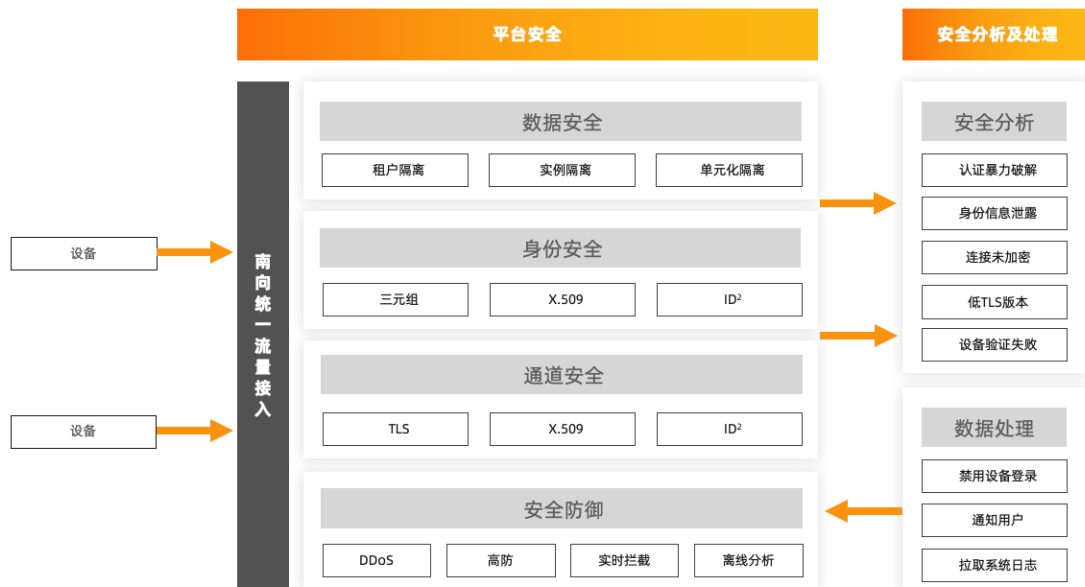 平台安全
安全分析及处理
设备
设备
南向统一流量接入
数据安全
租户隔离
实例隔离
单元化隔离
身份安全
三元组
X.509
ID²
通道安全
TLS
X.509
ID²
安全防御
DDoS
高防
实时拦截
离线分析
安全分析
认证暴力破解
身份信息泄露
连接未加密
低TLS版本
设备验证失败
数据处理
禁用设备登录
通知用户
拉取系统日志